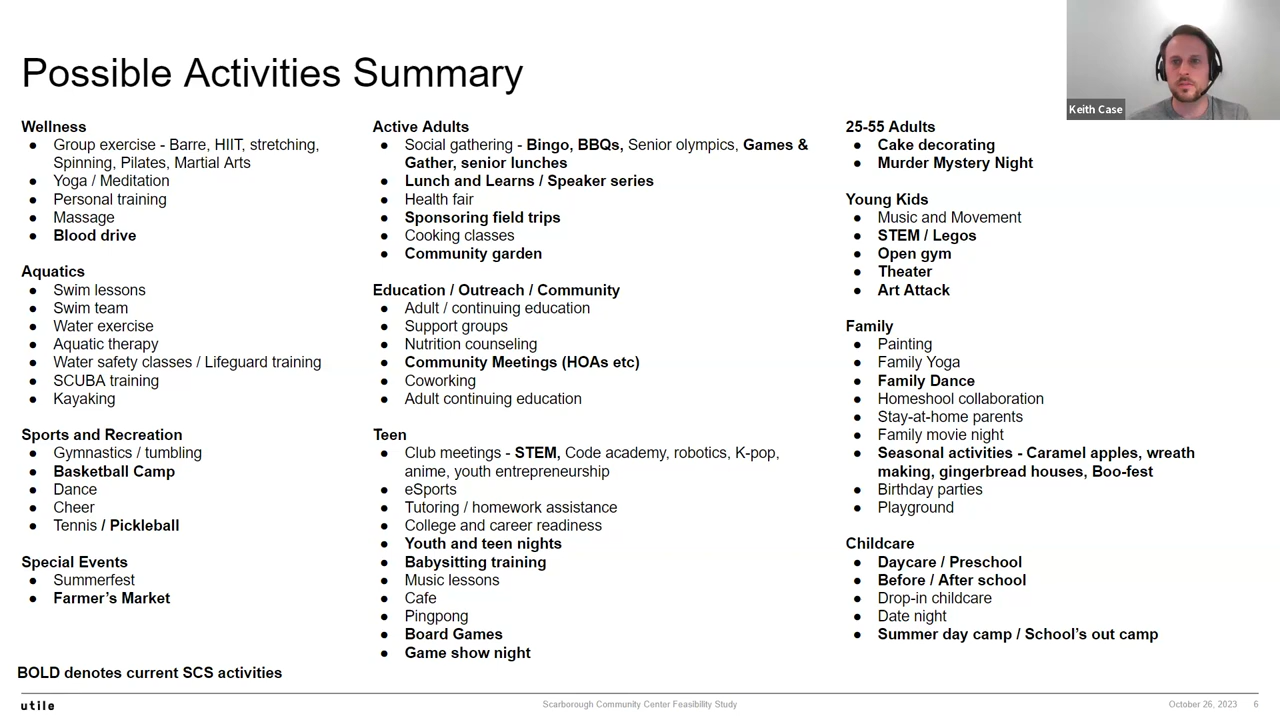 Possible Activities Summary
Keith Case
Wellness
● Group exercise - Barre, HIIT, stretching,
Spinning, Pilates, Martial Arts
● Yoga / Meditation
● Personal training
● Massage
● Blood drive
Aquatics
● Swim lessons
● Swim team
● Water exercise
● Aquatic therapy
● Water safety classes / Lifeguard training
● SCUBA training
● Kayaking
Sports and Recreation
● Gymnastics / tumbling
● Basketball Camp
● Dance
● Cheer
● Tennis / Pickleball
Special Events
● Summerfest
● Farmer's Market
Active Adults
● Social gathering - Bingo, BBQs, Senior olympics, Games &
Gather, senior lunches
● Lunch and Learns / Speaker series
● Health fair
● Sponsoring field trips
● Cooking classes
● Community garden
Education / Outreach / Community
● Adult / continuing education
● Support groups
● Nutrition counseling
● Community Meetings (HOAs etc)
● Coworking
● Adult continuing education
Teen
● Club meetings - STEM, Code academy, robotics, K-pop,
anime, youth entrepreneurship
● eSports
● Tutoring / homework assistance
● College and career readiness
● Youth and teen nights
● Babysitting training
● Music lessons
● Cafe
● Pingpong
● Board Games
● Game show night
25-55 Adults
● Cake decorating
● Murder Mystery Night
Young Kids
● Music and Movement
● STEM / Legos
● Open gym
● Theater
● Art Attack
Family
● Painting
● Family Yoga
● Family Dance
● Homeshool collaboration
● Stay-at-home parents
● Family movie night
● Seasonal activities - Caramel apples, wreath
making, gingerbread houses, Boo-fest
● Birthday parties
● Playground
Childcare
● Daycare / Preschool
● Before / After school
● Drop-in childcare
● Date night
● Summer day camp / School's out camp
BOLD denotes current SCS activities
utile
Scarborough Community Center Feasibility Study
October 26, 2023 6